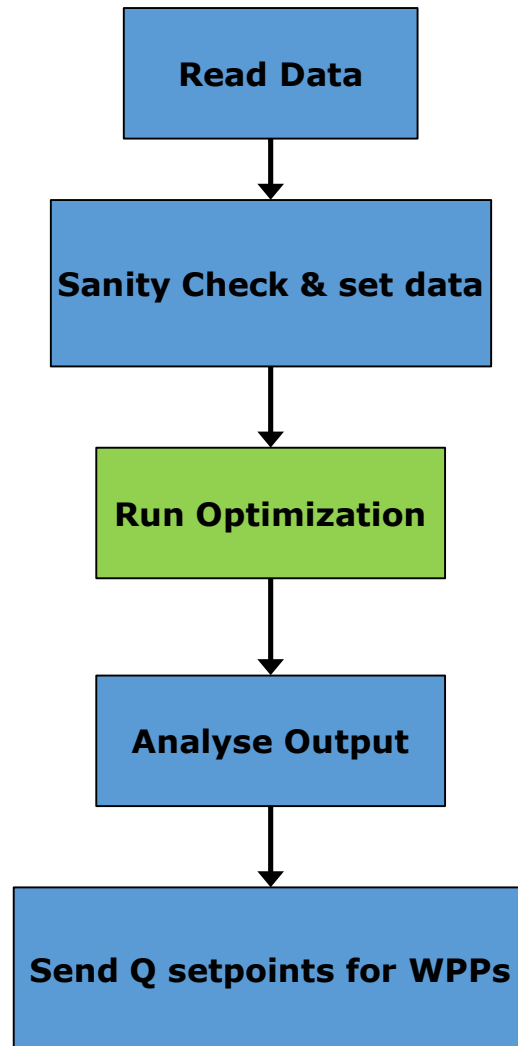 Read Data
Sanity Check & set data
Run Optimization
Analyse Output
Send Q setpoints for WPPs